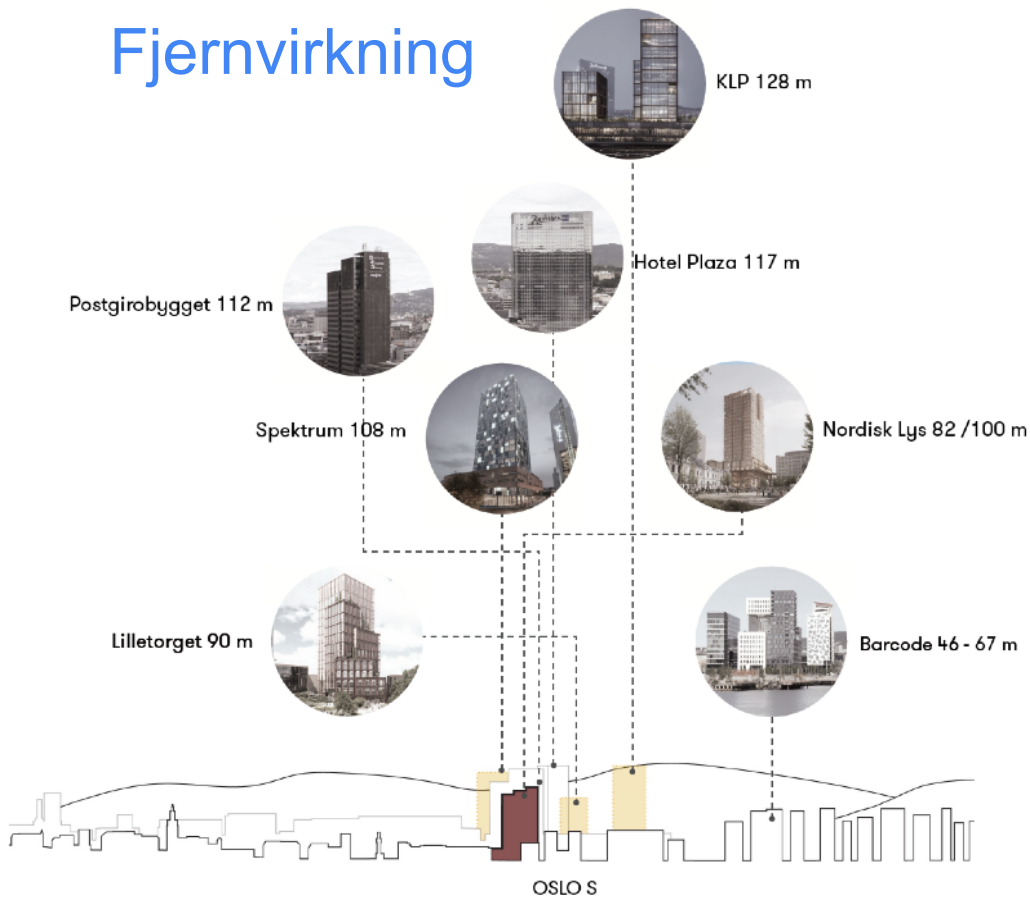 Fjernvirkning
KLP 128 m
Hotel Plaza 117 m
Postgirobygget 112 m
Spektrum 108 m
Nordisk Lys 82 /100 m
Lilletorget 90 m
Barcode 46 - 67 m
OSLO S